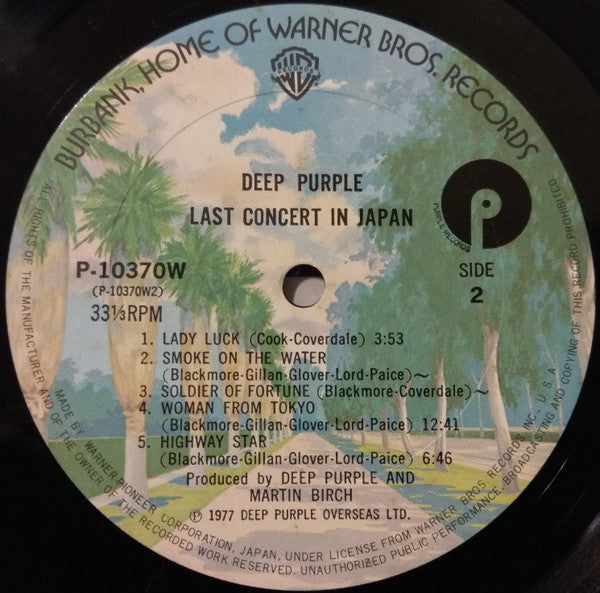 BURBANK, HOME OF WARNER BROS. RECORDS
WB
DEEP PURPLE
LAST CONCERT IN JAPAN
P
PURPLE RECORDS
P-10370W
(P-10370W2)
33⅓RPM
SIDE
2
1. LADY LUCK (Cook-Coverdale) 3:53
2. SMOKE ON THE WATER
(Blackmore-Gillan-Glover-Lord-Paice)~
3. SOLDIER OF FORTUNE (Blackmore-Coverdale)~
4. WOMAN FROM TOKYO
(Blackmore-Gillan-Glover-Lord-Paice) 12:41
5. HIGHWAY STAR
(Blackmore-Gillan-Glover-Lord-Paice) 6:46
Produced by DEEP PURPLE AND
MARTIN BIRCH
℗ 1977 DEEP PURPLE OVERSEAS LTD.
MADE BY WARNER-PIONEER CORPORATION, JAPAN, UNDER LICENSE FROM WARNER BROS. RECORDS INC., U.S.A.
ALL RIGHTS OF THE MANUFACTURER AND OF THE OWNER OF THE RECORDED WORK RESERVED. UNAUTHORIZED PUBLIC PERFORMANCE, BROADCASTING AND COPYING OF THIS RECORD PROHIBITED